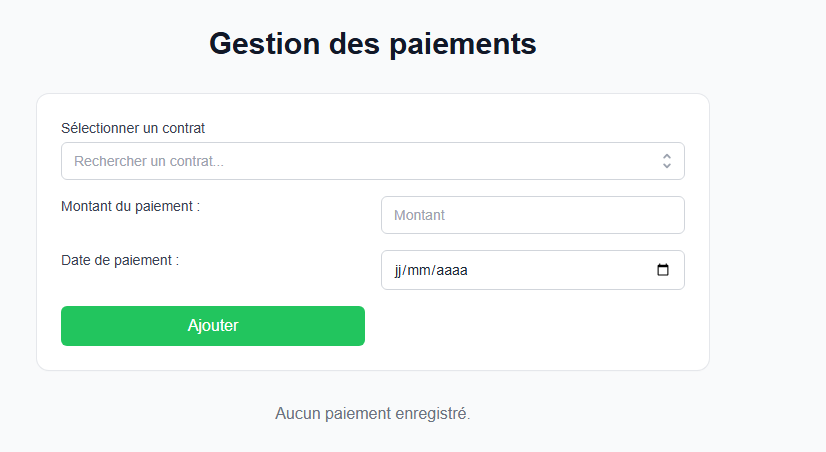 Gestion des paiements
Sélectionner un contrat
Rechercher un contrat...
Montant du paiement :
Montant
Date de paiement :
jj/mm/aaaa
Ajouter
Aucun paiement enregistré.